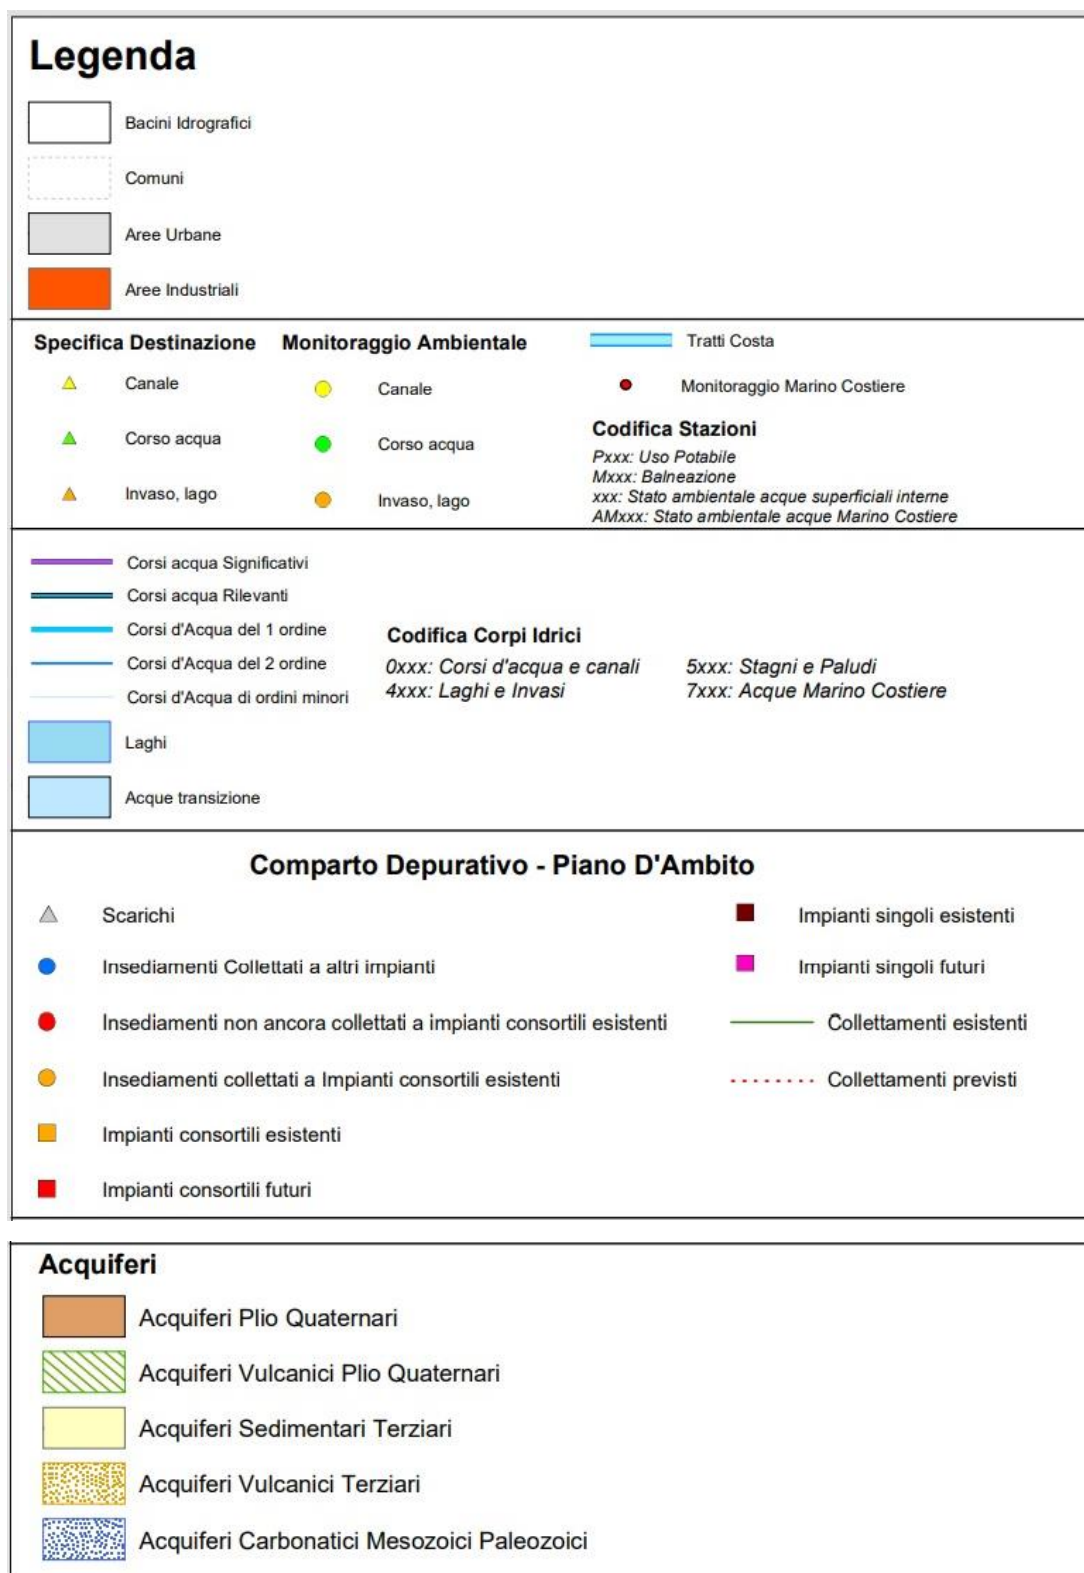 Legenda
Bacini Idrografici
Comuni
Aree Urbane
Aree Industriali
Specifica Destinazione
Canale
Corso acqua
Invaso, lago
Monitoraggio Ambientale
Canale
Corso acqua
Invaso, lago
Tratti Costa
Monitoraggio Marino Costiere
Codifica Stazioni
Pxxx: Uso Potabile
Mxxx: Balneazione
xxx: Stato ambientale acque superficiali interne
AMxxx: Stato ambientale acque Marino Costiere
Corsi acqua Significativi
Corsi acqua Rilevanti
Corsi d'Acqua del 1 ordine
Corsi d'Acqua del 2 ordine
Corsi d'Acqua di ordini minori
Laghi
Acque transizione
Codifica Corpi Idrici
0xxx: Corsi d'acqua e canali
4xxx: Laghi e Invasi
5xxx: Stagni e Paludi
7xxx: Acque Marino Costiere
Comparto Depurativo - Piano D'Ambito
Scarichi
Insediamenti Collettati a altri impianti
Insediamenti non ancora collettati a impianti consortili esistenti
Insediamenti collettati a Impianti consortili esistenti
Impianti consortili esistenti
Impianti consortili futuri
Impianti singoli esistenti
Impianti singoli futuri
Collettamenti esistenti
Collettamenti previsti
Acquiferi
Acquiferi Plio Quaternari
Acquiferi Vulcanici Plio Quaternari
Acquiferi Sedimentari Terziari
Acquiferi Vulcanici Terziari
Acquiferi Carbonatici Mesozoici Paleozoici